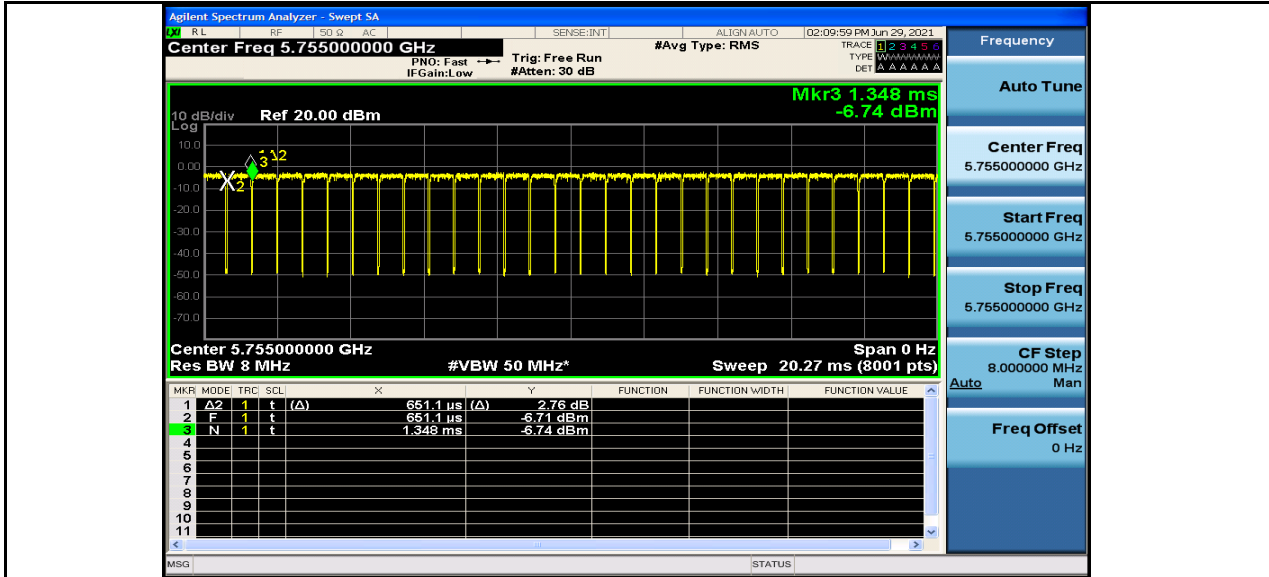 Agilent Spectrum Analyzer - Swept SA
LXI RL RF 50 Ω AC SENSE:INT ALIGN AUTO 02:09:59 PM Jun 29, 2021
Center Freq 5.755000000 GHz #Avg Type: RMS TRACE 1 2 3 4 5 6
PNO: Fast Trig: Free Run TYPE WWWWWW
IFGain:Low #Atten: 30 dB DET A A A A A A
Mkr3 1.348 ms
-6.74 dBm
10 dB/div Ref 20.00 dBm
Log
10.0
0.00
-10.0
-20.0
-30.0
-40.0
-50.0
-60.0
-70.0
3
2
2
Center 5.755000000 GHz Span 0 Hz
Res BW 8 MHz #VBW 50 MHz* Sweep 20.27 ms (8001 pts)
MKR MODE TRC SCL X Y FUNCTION FUNCTION WIDTH FUNCTION VALUE
1 Δ2 1 t (Δ) 651.1 µs (Δ) 2.76 dB
2 F 1 t 651.1 µs -6.71 dBm
3 N 1 t 1.348 ms -6.74 dBm
4
5
6
7
8
9
10
11
MSG STATUS
Frequency
Auto Tune
Center Freq
5.755000000 GHz
Start Freq
5.755000000 GHz
Stop Freq
5.755000000 GHz
CF Step
8.000000 MHz
Auto Man
Freq Offset
0 Hz